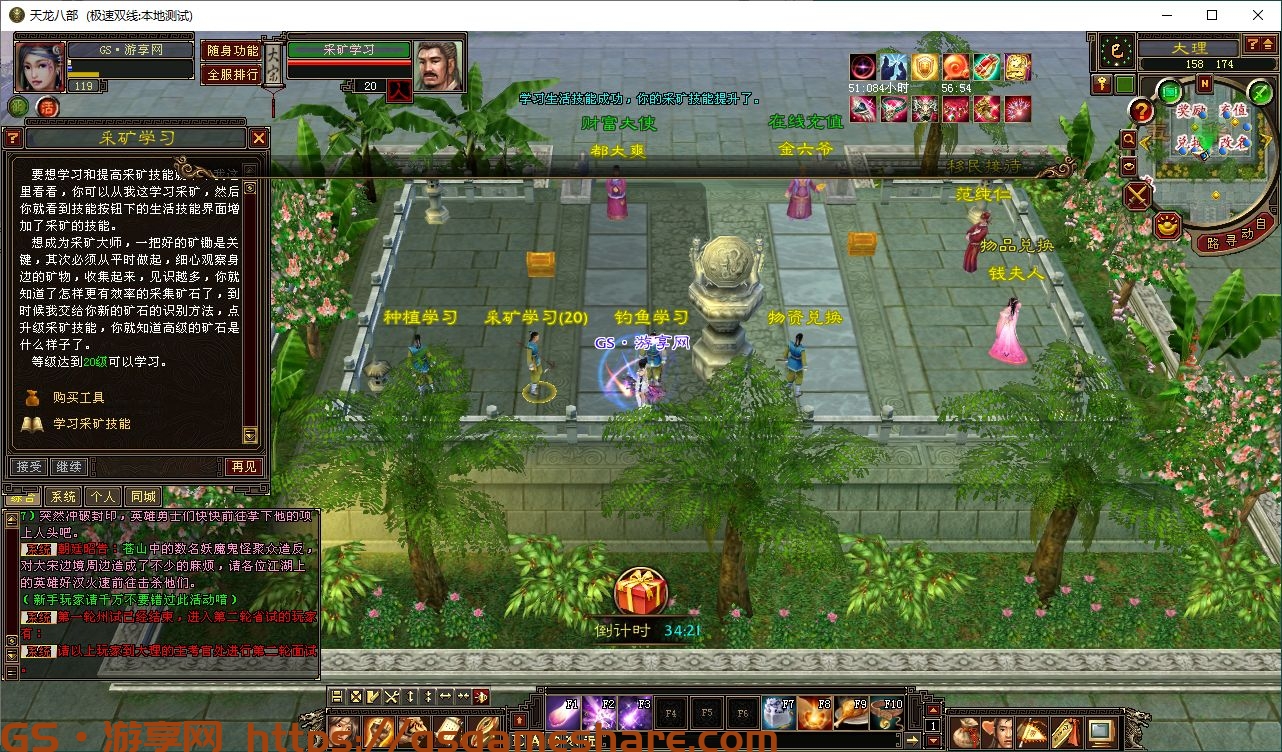 天龙八部 (极速双线:本地测试)
GS·游享网
119
随身功能
全服排行
采矿学习
20
大理
158 174
51:084小时
56:54
学习生活技能成功，你的采矿技能提升了。
财富大使
都大爽
在线充值
金六爷
移民接待
范纯仁
物品兑换
钱夫人
种植学习
采矿学习(20)
钓鱼学习
物资兑换
GS·游享网
奖励
充值
改名
自动寻路
采矿学习
要想学习和提高采矿技能
里看看，你可以从我这学习采矿，然后
你就看到技能按钮下的生活技能界面增
加了采矿的技能。
想成为采矿大师，一把好的矿锄是关
键，其次必须从平时做起，细心观察身
边的矿物，收集起来，见识越多，你就
知道了怎样更有效率的采集矿石了，到
时候我交给你新的矿石的识别方法，点
升级采矿技能，你就知道高级的矿石是
什么样子了。
等级达到20级可以学习。
购买工具
学习采矿技能
接受
继续
再见
综合
系统
个人
同城
7）突然冲破封印，英雄勇士们快快前往拿下他的项
上人头吧。
系统 朝廷昭告：苍山中的数名妖魔鬼怪聚众造反，
对大宋边境周边造成了不少的麻烦，请各位江湖上
的英雄好汉火速前往击杀他们。
（新手玩家请千万不要错过此活动唷）
系统 第一轮州试已经结束，进入第二轮省试的玩家
有：
系统 请以上玩家到大理的主考官处进行第二轮面试
。
倒计时 34:21
F1
F2
F3
F4
F5
F6
F7
F8
F9
F10
1
GS·游享网 https://gsgameshare.com